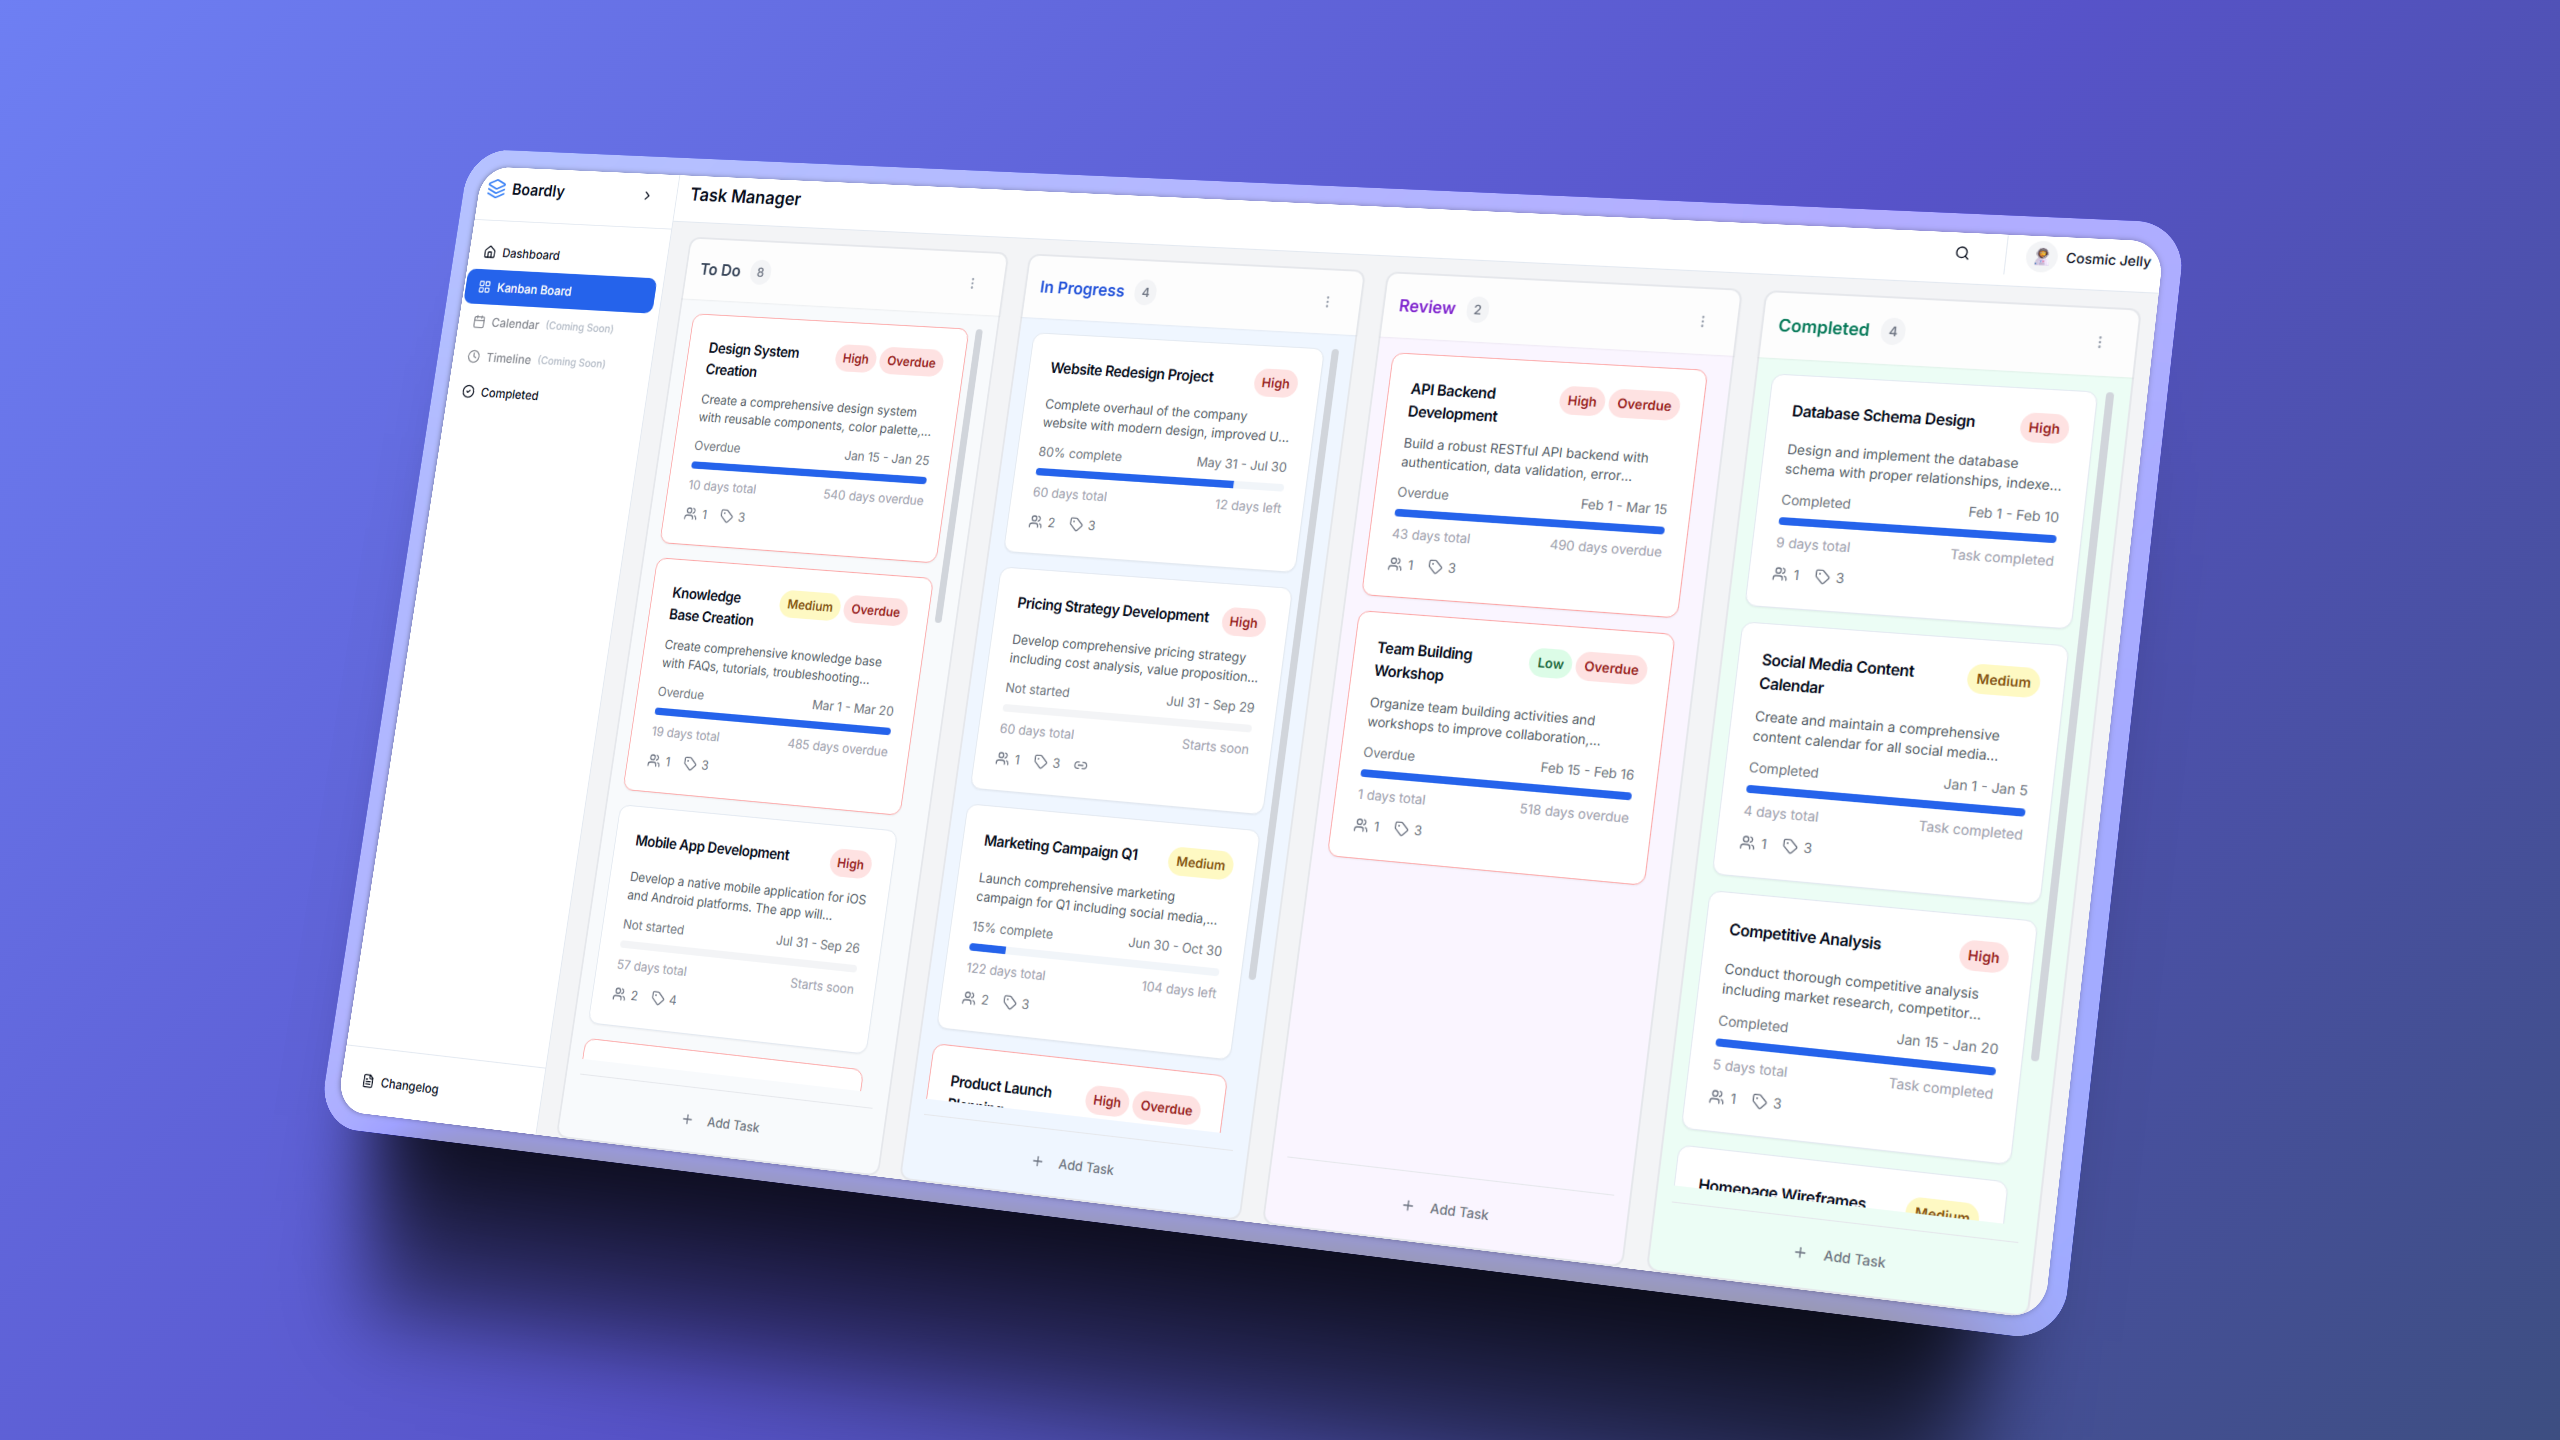 Boardly
Task Manager
Cosmic Jelly
Dashboard
Kanban Board
Calendar (Coming Soon)
Timeline (Coming Soon)
Completed
Changelog
To Do 8
Design System
Creation
High Overdue
Create a comprehensive design system
with reusable components, color palette,...
Overdue Jan 15 - Jan 25
10 days total 540 days overdue
1 3
Knowledge
Base Creation
Medium Overdue
Create comprehensive knowledge base
with FAQs, tutorials, troubleshooting...
Overdue Mar 1 - Mar 20
19 days total 485 days overdue
1 3
Mobile App Development High
Develop a native mobile application for iOS
and Android platforms. The app will...
Not started Jul 31 - Sep 26
57 days total Starts soon
2 4
+ Add Task
In Progress 4
Website Redesign Project High
Complete overhaul of the company
website with modern design, improved U...
80% complete May 31 - Jul 30
60 days total 12 days left
2 3
Pricing Strategy Development High
Develop comprehensive pricing strategy
including cost analysis, value proposition...
Not started Jul 31 - Sep 29
60 days total Starts soon
1 3
Marketing Campaign Q1 Medium
Launch comprehensive marketing
campaign for Q1 including social media,...
15% complete Jun 30 - Oct 30
122 days total 104 days left
2 3
Product Launch
Planning
High Overdue
+ Add Task
Review 2
API Backend
Development
High Overdue
Build a robust RESTful API backend with
authentication, data validation, error...
Overdue Feb 1 - Mar 15
43 days total 490 days overdue
1 3
Team Building
Workshop
Low Overdue
Organize team building activities and
workshops to improve collaboration,...
Overdue Feb 15 - Feb 16
1 days total 518 days overdue
1 3
+ Add Task
Completed 4
Database Schema Design High
Design and implement the database
schema with proper relationships, indexe...
Completed Feb 1 - Feb 10
9 days total Task completed
1 3
Social Media Content
Calendar
Medium
Create and maintain a comprehensive
content calendar for all social media...
Completed Jan 1 - Jan 5
4 days total Task completed
1 3
Competitive Analysis High
Conduct thorough competitive analysis
including market research, competitor...
Completed Jan 15 - Jan 20
5 days total Task completed
1 3
Homepage Wireframes Medium
+ Add Task